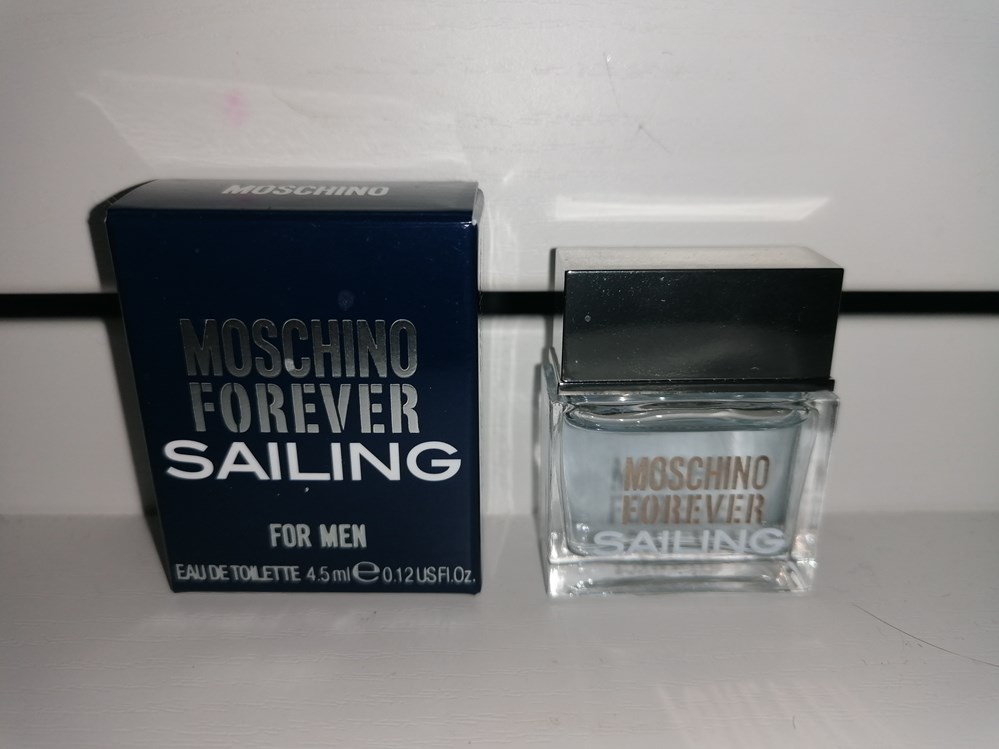 MOSCHINO
MOSCHINO
FOREVER
SAILING
FOR MEN
EAU DE TOILETTE 4.5 ml ℮ 0.12 US Fl.Oz.
MOSCHINO
FOREVER
SAILING